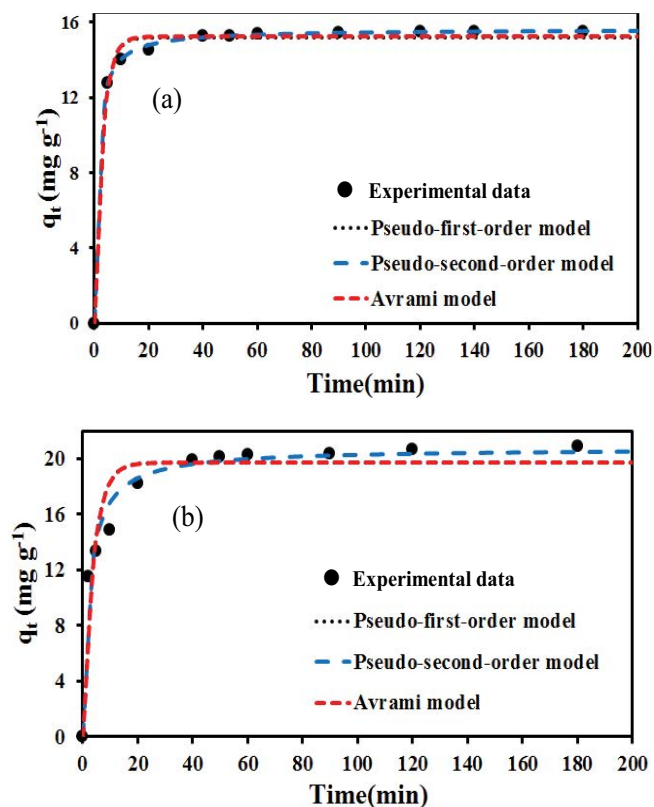 16
12
8
4
0
q_t (mg g⁻¹)
(a)
Experimental data
Pseudo-first-order model
Pseudo-second-order model
Avrami model
0 20 40 60 80 100 120 140 160 180 200
Time(min)
20
16
12
8
4
0
q_t (mg g⁻¹)
(b)
Experimental data
Pseudo-first-order model
Pseudo-second-order model
Avrami model
0 20 40 60 80 100 120 140 160 180 200
Time(min)